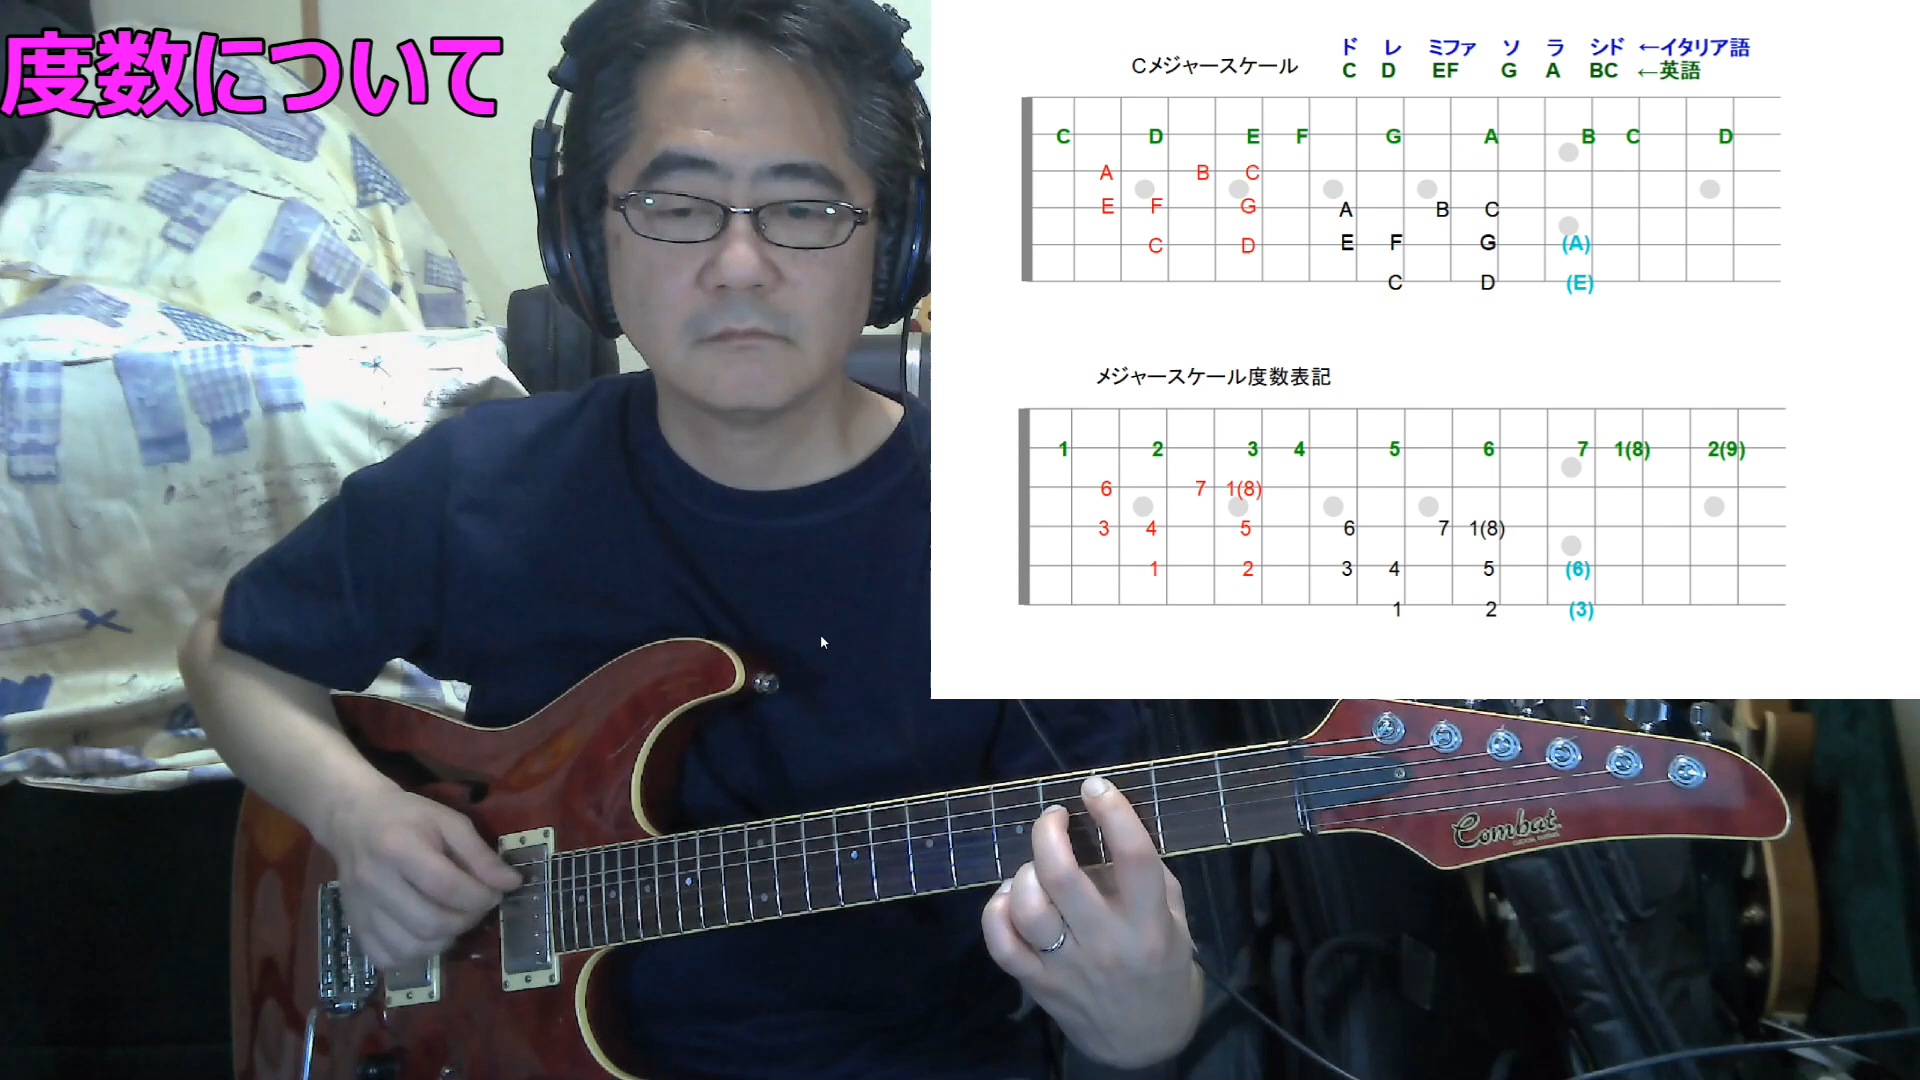 度数について
ド レ ミファ ソ ラ シド ←イタリア語
Cメジャースケール C D EF G A BC ←英語
C D E F G A B C D
A B C
E F G A B C
C D E F G (A)
C D (E)
メジャースケール度数表記
1 2 3 4 5 6 7 1(8) 2(9)
6 7 1(8)
3 4 5 6 7 1(8)
1 2 3 4 5 (6)
1 2 (3)
Combat